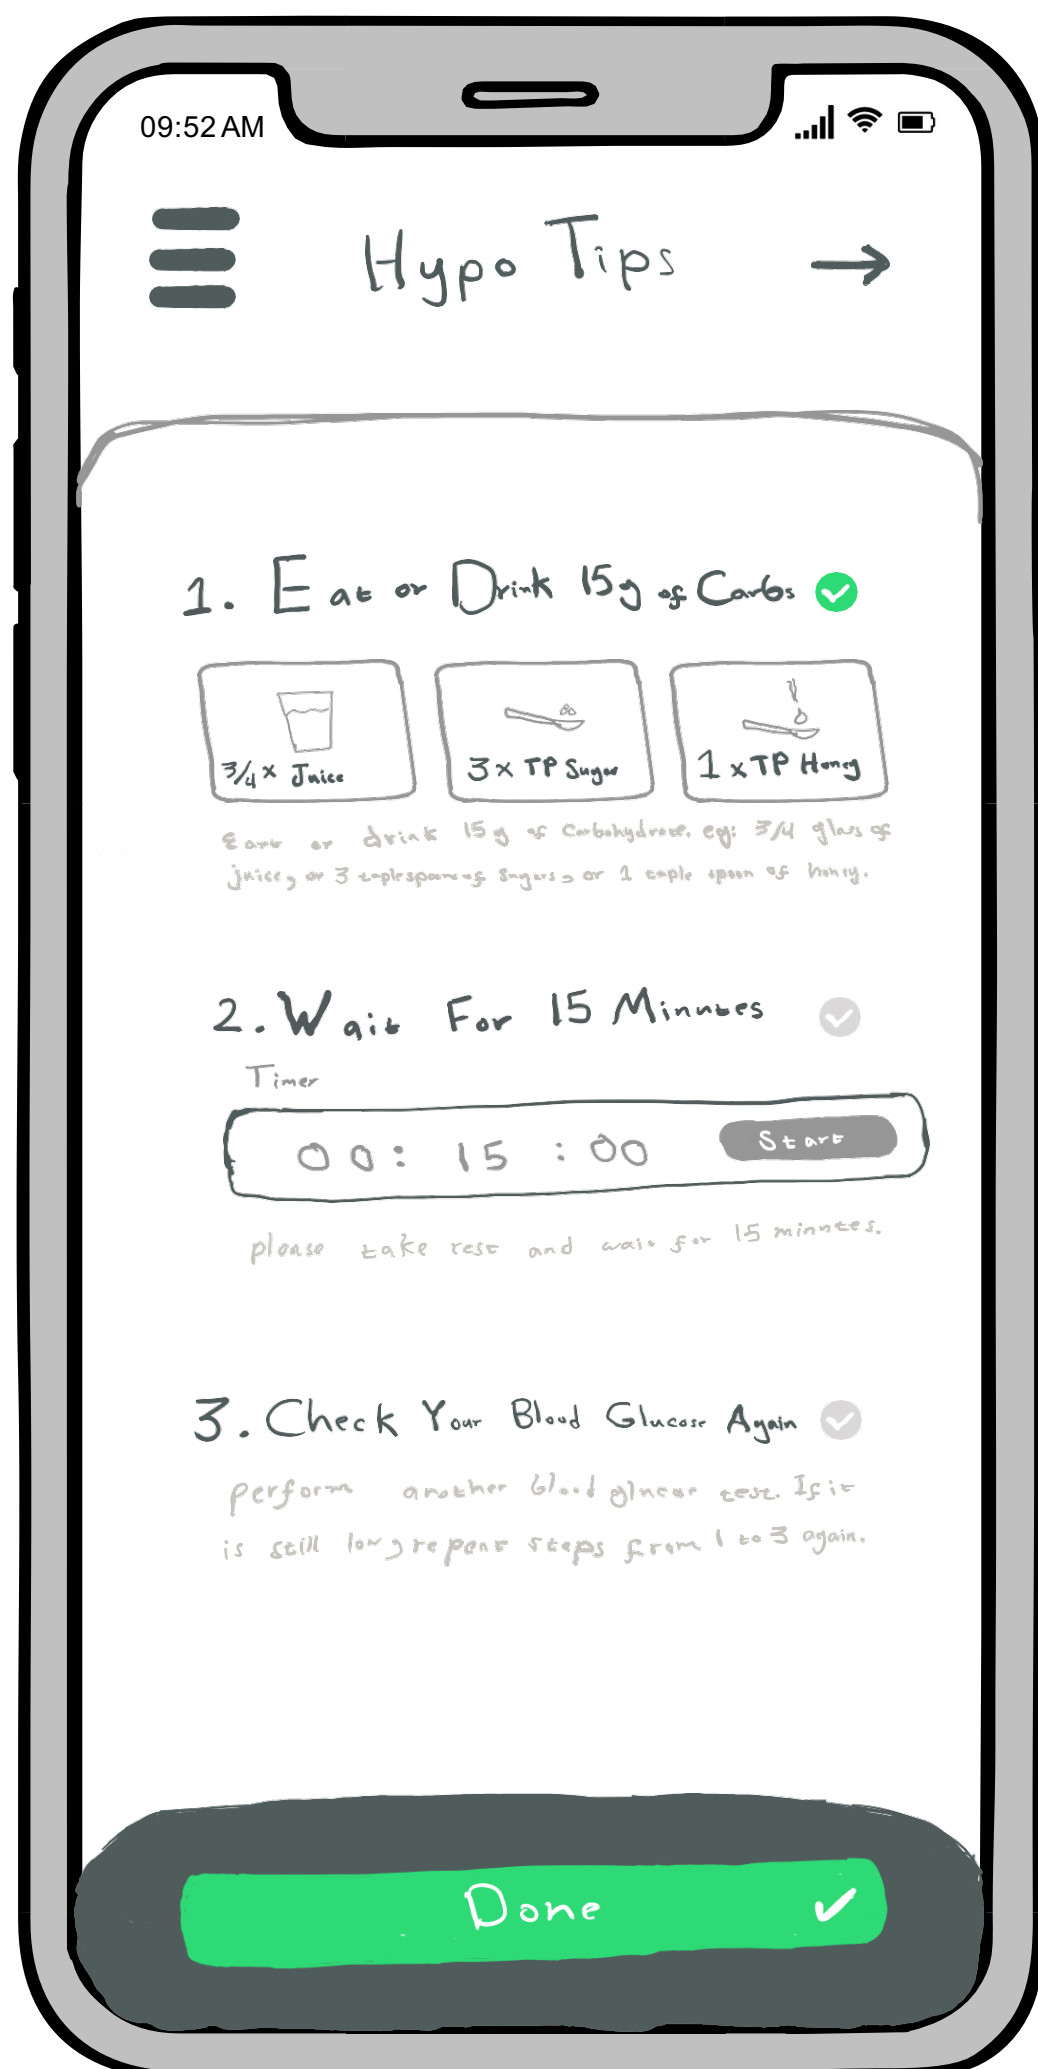 09:52 AM
Hypo Tips
1. Eat or Drink 15g of Carbs
3/4 x Juice
3 x TP Sugar
1 x TP Honey
or drink 15g of Carbohydrate. eg: 3/4 glass of
juice, or 3 of sugars, or 1 taple spoon of honey.
2. Wait For 15 Minutes
Timer
00: 15 :00
Start
please take rest and wait for 15 minutes.
3. Check Your Blood Glucose Again
perform another blood glucose test. If it
is still low, repeat steps from 1 to 3 again.
Done